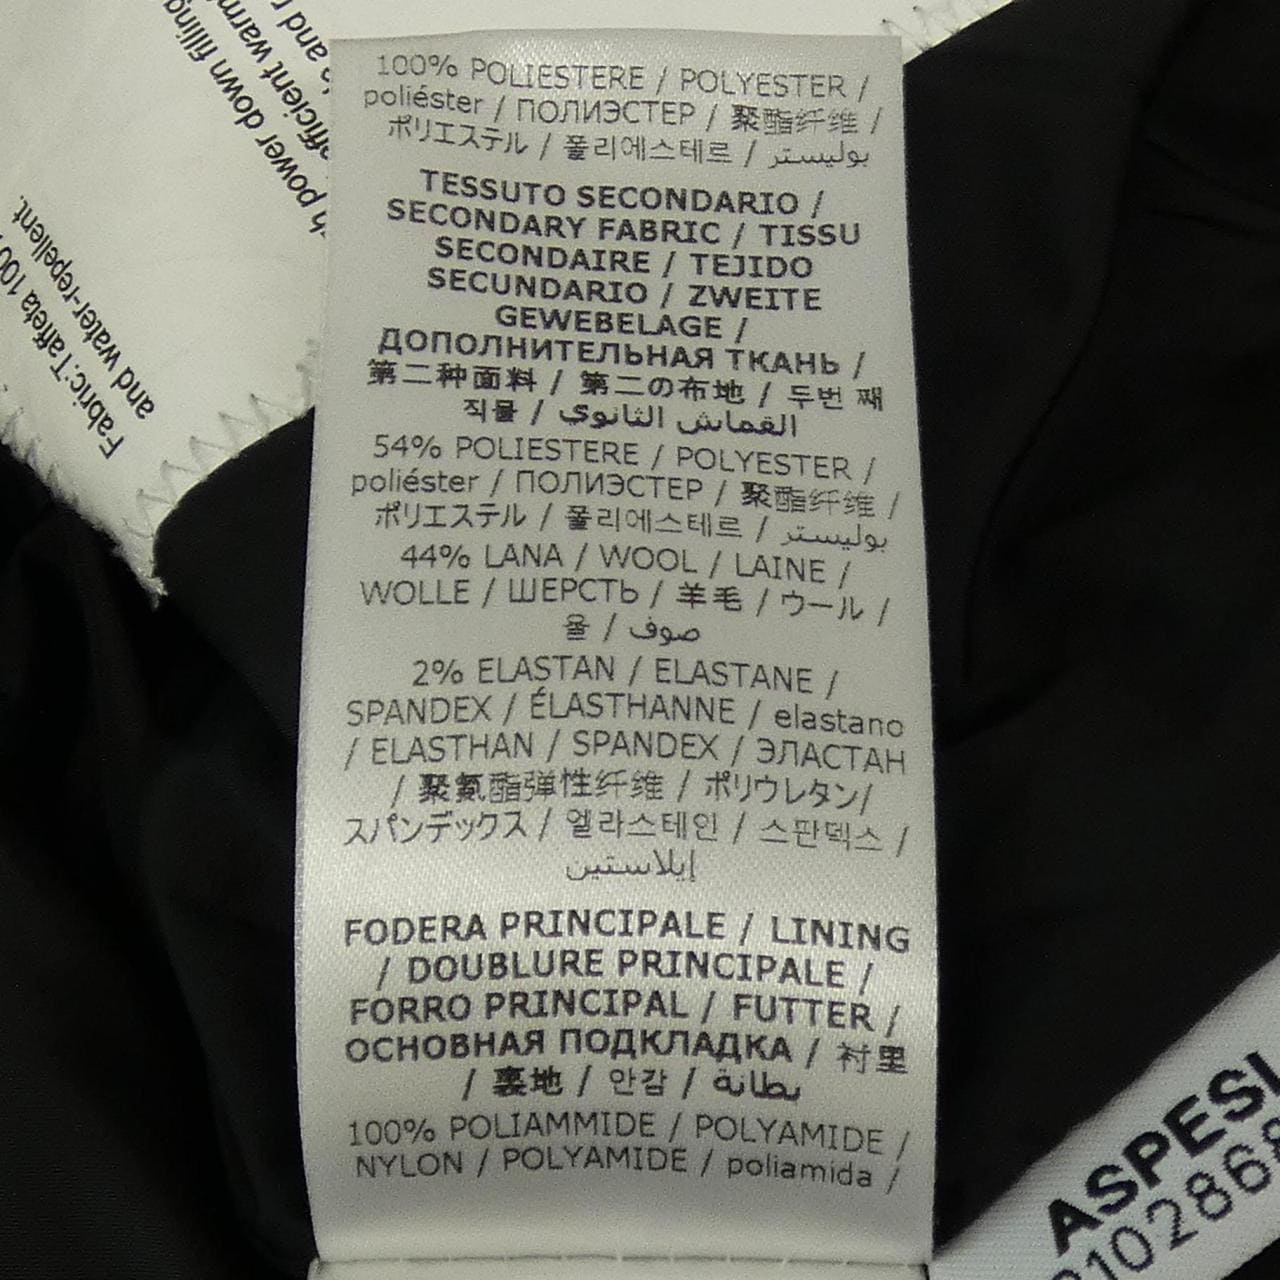 100% POLIESTERE / POLYESTER /
poliéster / ПОЛИЭСТЕР / 聚酯纤维 /
ポリエステル / 폴리에스테르 / بوليستر
TESSUTO SECONDARIO /
SECONDARY FABRIC / TISSU
SECONDAIRE / TEJIDO
SECUNDARIO / ZWEITE
GEWEBELAGE /
ДОПОЛНИТЕЛЬНАЯ ТКАНЬ /
第二种面料 / 第二の布地 / 두번 째
직물 / القماش الثانوي
54% POLIESTERE / POLYESTER /
poliéster / ПОЛИЭСТЕР / 聚酯纤维 /
ポリエステル / 폴리에스테르 / بوليستر
44% LANA / WOOL / LAINE /
WOLLE / ШЕРСТЬ / 羊毛 / ウール /
울 / صوف
2% ELASTAN / ELASTANE /
SPANDEX / ÉLASTHANNE / elastano
/ ELASTHAN / SPANDEX / ЭЛАСТАН
/ 聚氨酯弹性纤维 / ポリウレタン/
スパンデックス / 엘라스테인 / 스판덱스 /
إيلاستين
FODERA PRINCIPALE / LINING
/ DOUBLURE PRINCIPALE /
FORRO PRINCIPAL / FUTTER /
ОСНОВНАЯ ПОДКЛАДКА / 衬里
/ 裏地 / 안감 / بطانة
100% POLIAMMIDE / POLYAMIDE /
NYLON / POLYAMIDE / poliamida /
power down filling
warm
and
Fabric:Taffeta 100
and water-repellent.
ASPESI